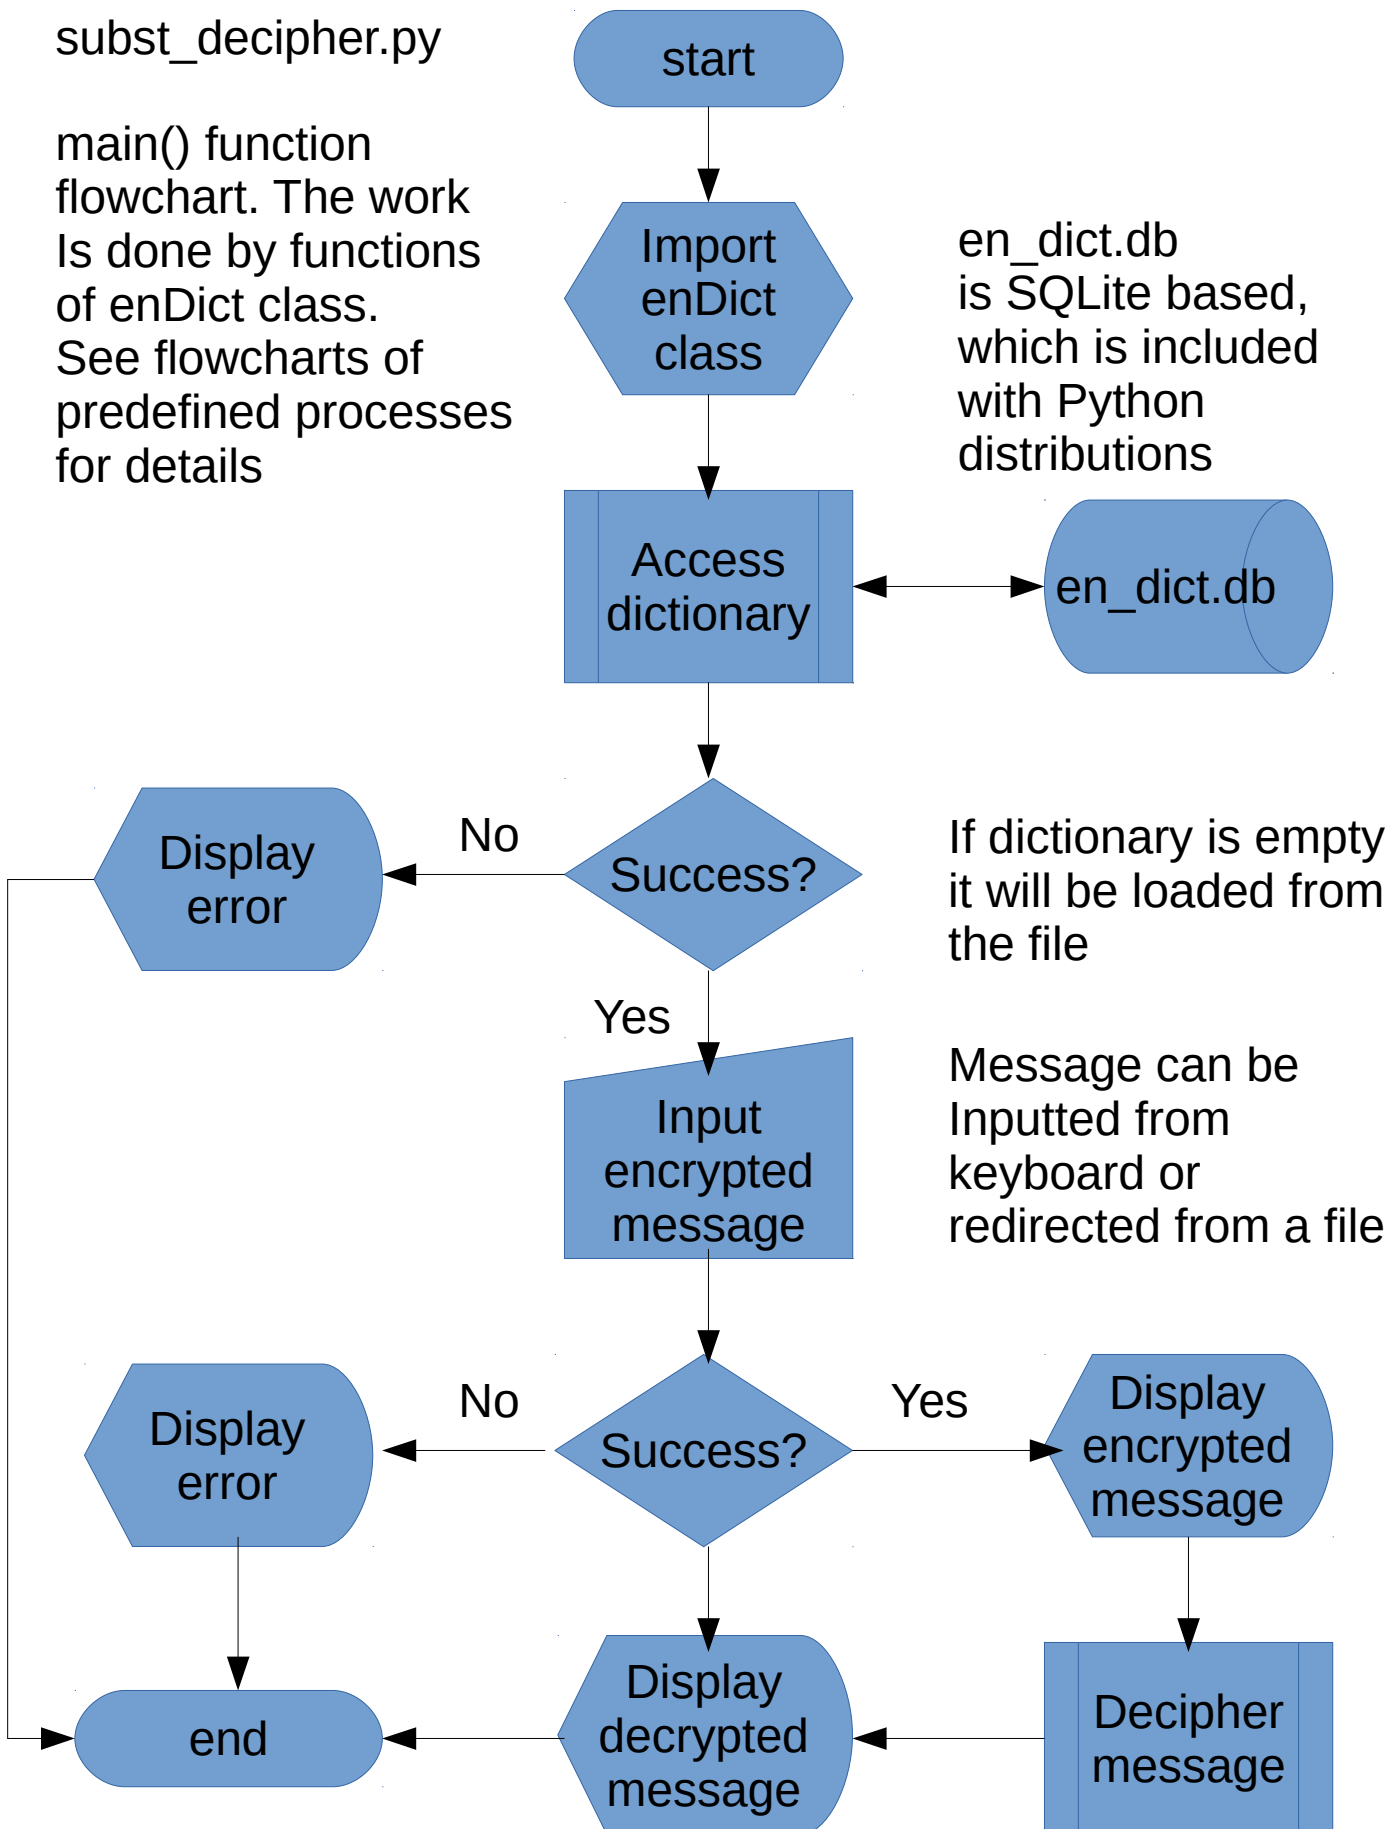 subst_decipher.py
main() function
flowchart. The work
Is done by functions
of enDict class.
See flowcharts of
predefined processes
for details
start
Import
enDict
class
en_dict.db
is SQLite based,
which is included
with Python
distributions
Access
dictionary
en_dict.db
Display
error
No
Success?
If dictionary is empty
it will be loaded from
the file
Yes
Input
encrypted
message
Message can be
Inputted from
keyboard or
redirected from a file
Display
error
No
Success?
Yes
Display
encrypted
message
end
Display
decrypted
message
Decipher
message